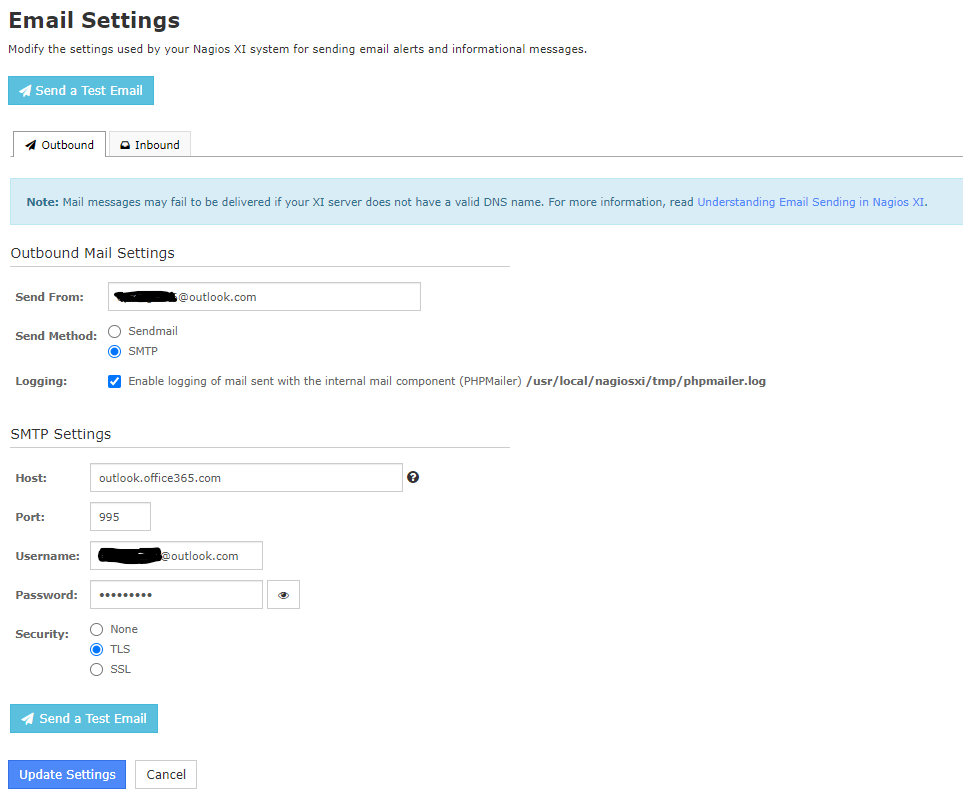 Email Settings
Modify the settings used by your Nagios XI system for sending email alerts and informational messages.
Send a Test Email
Outbound Inbound
Note: Mail messages may fail to be delivered if your XI server does not have a valid DNS name. For more information, read Understanding Email Sending in Nagios XI.
Outbound Mail Settings
Send From: @outlook.com
Send Method: Sendmail
SMTP
Logging: Enable logging of mail sent with the internal mail component (PHPMailer) /usr/local/nagiosxi/tmp/phpmailer.log
SMTP Settings
Host: outlook.office365.com
Port: 995
Username: @outlook.com
Password: •••••••••
Security: None
TLS
SSL
Send a Test Email
Update Settings Cancel